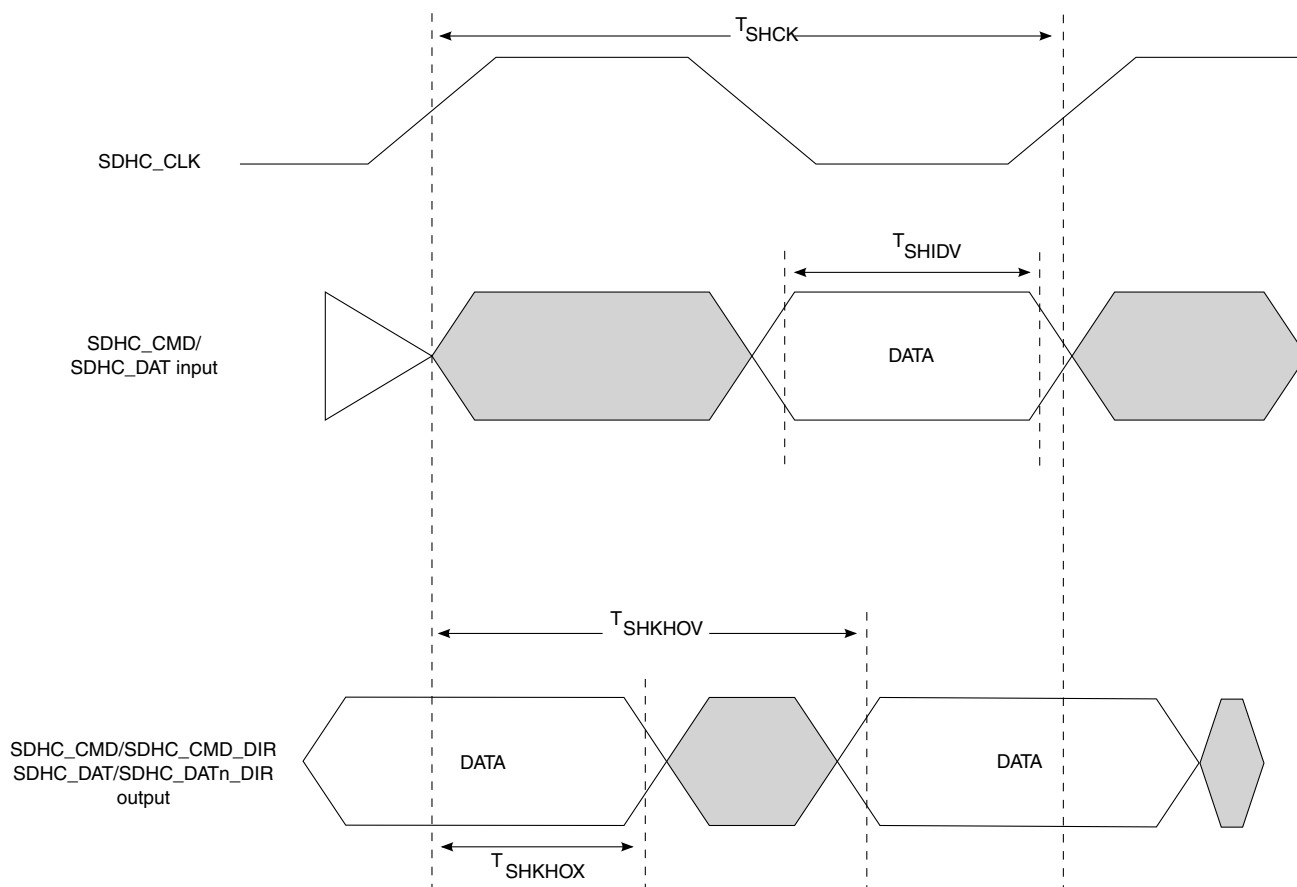 TSHCK
SDHC_CLK
TSHIDV
SDHC_CMD/
SDHC_DAT input
DATA
TSHKHOV
SDHC_CMD/SDHC_CMD_DIR
SDHC_DAT/SDHC_DATn_DIR
output
DATA
DATA
TSHKHOX